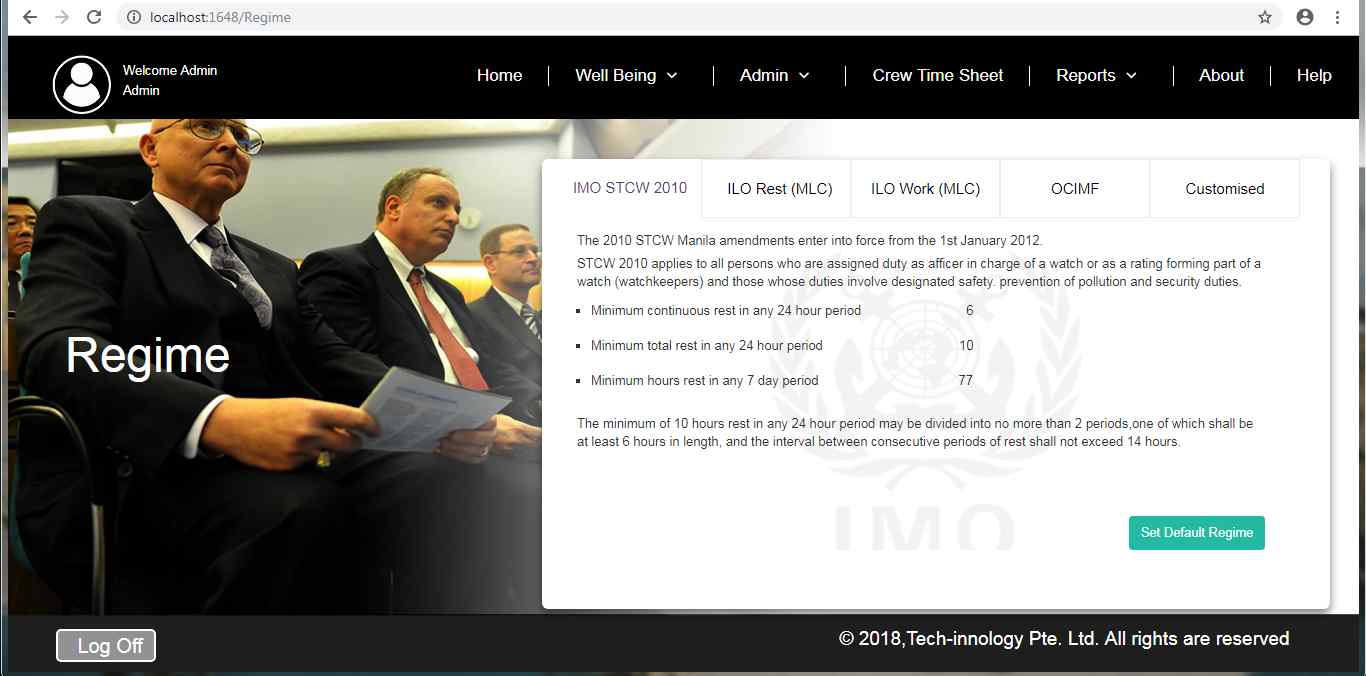 localhost:1648/Regime
Welcome Admin
Admin
Home
Well Being
Admin
Crew Time Sheet
Reports
About
Help
Regime
IMO STCW 2010
ILO Rest (MLC)
ILO Work (MLC)
OCIMF
Customised
The 2010 STCW Manila amendments enter into force from the 1st January 2012.
STCW 2010 applies to all persons who are assigned duty as afficer in charge of a watch or as a rating forming part of a
watch (watchkeepers) and those whose duties involve designated safety. prevention of pollution and security duties.
Minimum continuous rest in any 24 hour period 6
Minimum total rest in any 24 hour period 10
Minimum hours rest in any 7 day period 77
The minimum of 10 hours rest in any 24 hour period may be divided into no more than 2 periods,one of which shall be
at least 6 hours in length, and the interval between consecutive periods of rest shall not exceed 14 hours.
IMO
Set Default Regime
Log Off
© 2018,Tech-innology Pte. Ltd. All rights are reserved